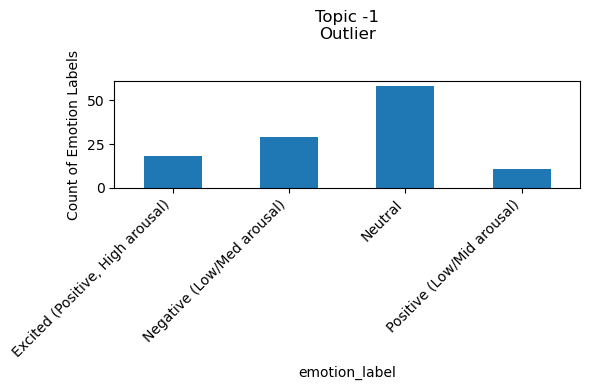 Topic -1
Outlier
Count of Emotion Labels
50
25
0
Excited (Positive, High arousal)
Negative (Low/Med arousal)
Neutral
Positive (Low/Mid arousal)
emotion_label